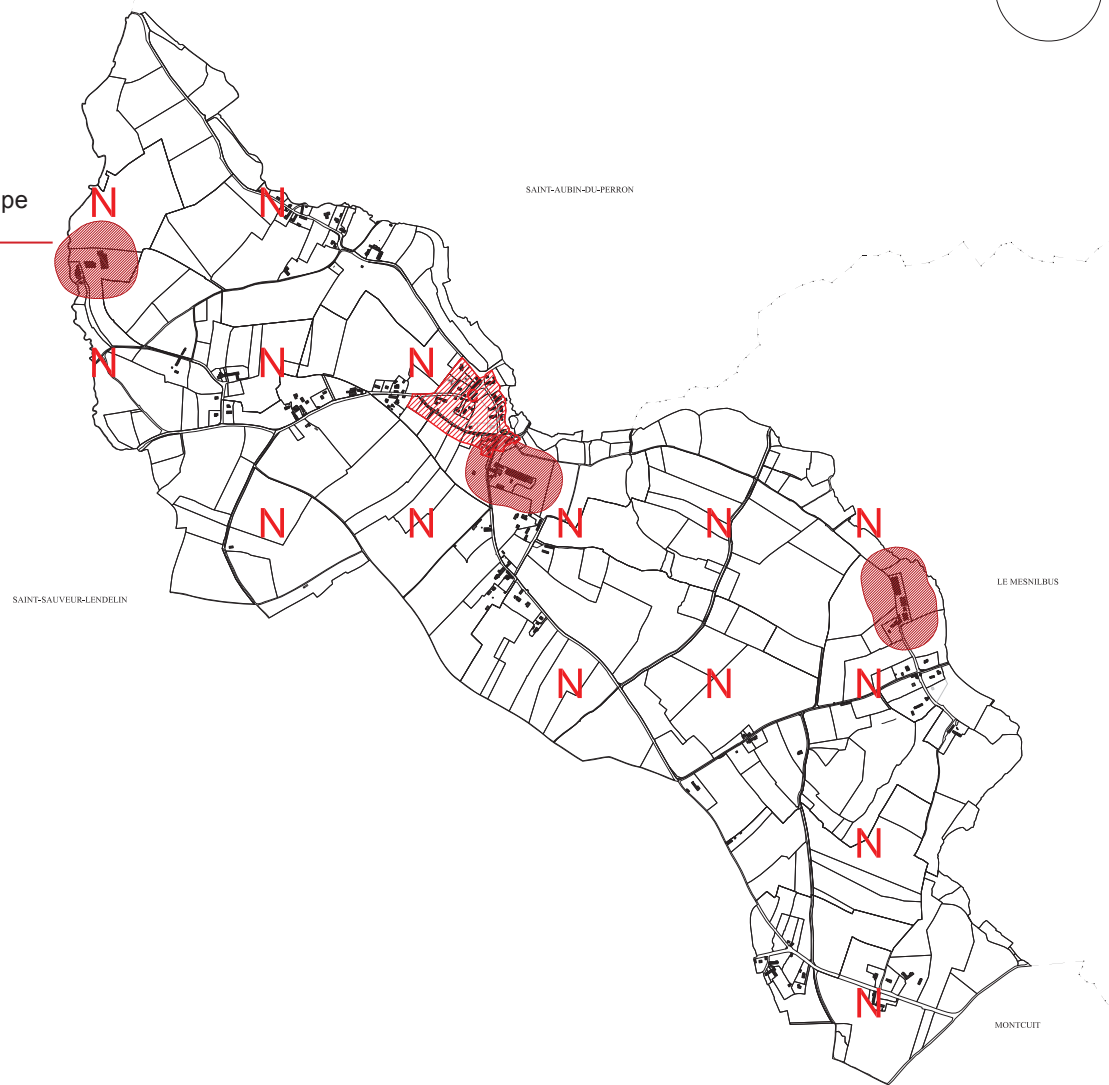 SAINT-AUBIN-DU-PERRON
pe
N N
N N N
N N N N N
LE MESNILBUS
SAINT-SAUVEUR-LENDELIN
N N N
N
N
MONTCUIT